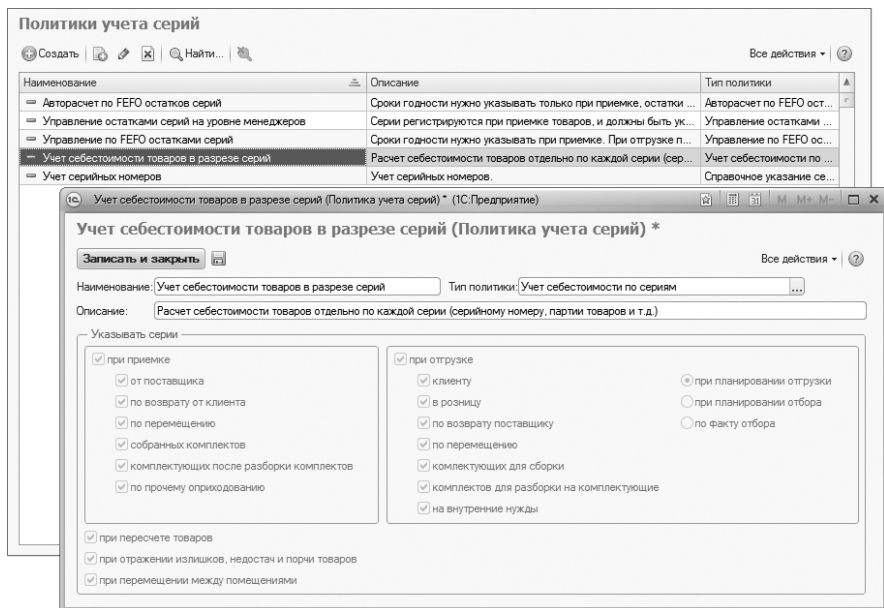 Политики учета серий
Создать Найти... Все действия
Наименование Описание Тип политики
Авторасчет по FEFO остатков серий Сроки годности нужно указывать только при приемке, остатки ... Авторасчет по FEFO ост...
Управление остатками серий на уровне менеджеров Серии регистрируются при приемке товаров, и должны быть ук... Управление остатками ...
Управление по FEFO остатками серий Сроки годности нужно указывать при приемке. При отгрузке п... Управление по FEFO ос...
Учет себестоимости товаров в разрезе серий Расчет себестоимости товаров отдельно по каждой серии (сер... Учет себестоимости по ...
Учет серийных номеров Учет серийных номеров. Справочное указание се...
1С Учет себестоимости товаров в разрезе серий (Политика учета серий) * (1С:Предприятие) 31 M M+ M-
Учет себестоимости товаров в разрезе серий (Политика учета серий) *
Записать и закрыть Все действия ?
Наименование: Учет себестоимости товаров в разрезе серий Тип политики: Учет себестоимости по сериям ...
Описание: Расчет себестоимости товаров отдельно по каждой серии (серийному номеру, партии товаров и т.д.)
Указывать серии
при приемке при отгрузке
от поставщика клиенту при планировании отгрузки
по возврату от клиента в розницу при планировании отбора
по перемещению по возврату поставщику по факту отбора
собранных комплектов по перемещению
комплектующих после разборки комплектов комлектующих для сборки
по прочему оприходованию комплектов для разборки на комплектующие
на внутренние нужды
при пересчете товаров
при отражении излишков, недостач и порчи товаров
при перемещении между помещениями